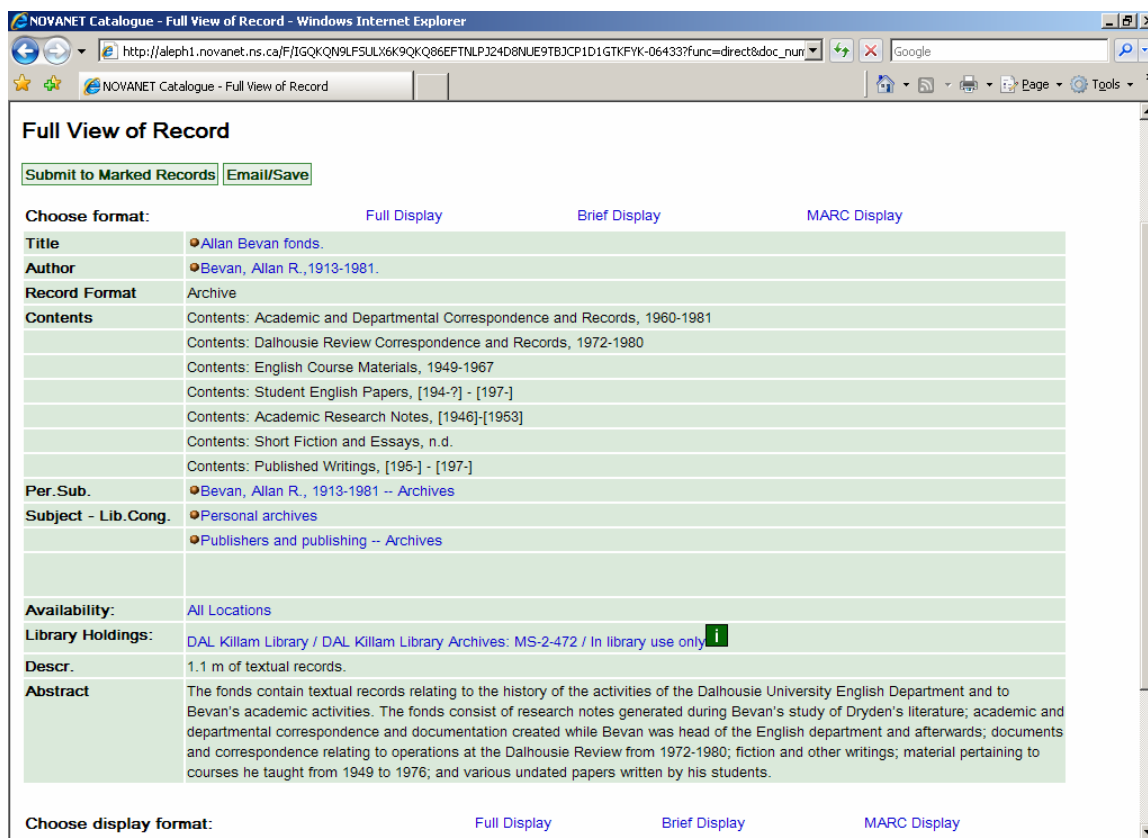 NOVANET Catalogue - Full View of Record - Windows Internet Explorer
http://aleph1.novanet.ns.ca/F/IGQKQN9LFSULX6K9QKQ86EFTNLPJ24D8NUE9TBJCP1D1GTKFYK-06433?func=direct&doc_num
Google
NOVANET Catalogue - Full View of Record
Page
Tools
Full View of Record
Submit to Marked Records Email/Save
Choose format: Full Display Brief Display MARC Display
Title Allan Bevan fonds.
Author Bevan, Allan R.,1913-1981.
Record Format Archive
Contents Contents: Academic and Departmental Correspondence and Records, 1960-1981
Contents: Dalhousie Review Correspondence and Records, 1972-1980
Contents: English Course Materials, 1949-1967
Contents: Student English Papers, [194-?] - [197-]
Contents: Academic Research Notes, [1946]-[1953]
Contents: Short Fiction and Essays, n.d.
Contents: Published Writings, [195-] - [197-]
Per.Sub. Bevan, Allan R., 1913-1981 -- Archives
Subject - Lib.Cong. Personal archives
Publishers and publishing -- Archives
Availability: All Locations
Library Holdings: DAL Killam Library / DAL Killam Library Archives: MS-2-472 / In library use only i
Descr. 1.1 m of textual records.
Abstract The fonds contain textual records relating to the history of the activities of the Dalhousie University English Department and to
Bevan's academic activities. The fonds consist of research notes generated during Bevan's study of Dryden's literature; academic and
departmental correspondence and documentation created while Bevan was head of the English department and afterwards; documents
and correspondence relating to operations at the Dalhousie Review from 1972-1980; fiction and other writings; material pertaining to
courses he taught from 1949 to 1976; and various undated papers written by his students.
Choose display format: Full Display Brief Display MARC Display